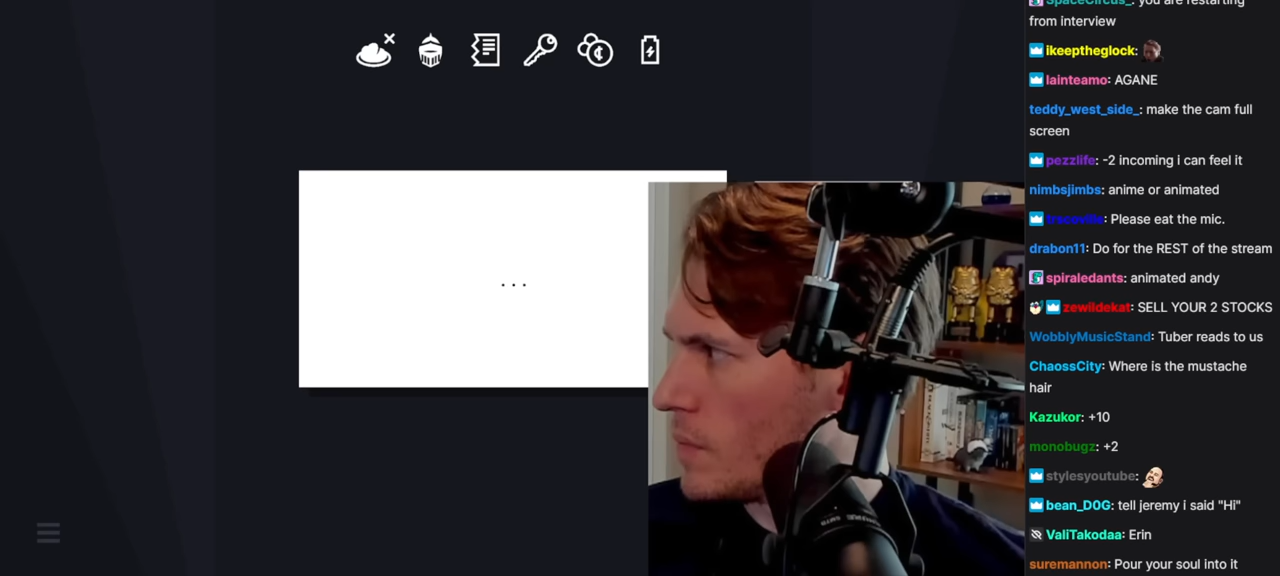 ...
SpaceCircus_: you are restarting
from interview
ikeeptheglock:
lainteamo: AGANE
teddy_west_side_: make the cam full
screen
pezzlife: -2 incoming i can feel it
nimbsjimbs: anime or animated
: Please eat the mic.
drabon11: Do for the REST of the stream
spiraledants: animated andy
zewildekat: SELL YOUR 2 STOCKS
WobblyMusicStand: Tuber reads to us
ChaossCity: Where is the mustache
hair
Kazukor: +10
monobugz: +2
stylesyoutube:
bean_D0G: tell jeremy i said "Hi"
ValiTakodaa: Erin
suremannon: Pour your soul into it